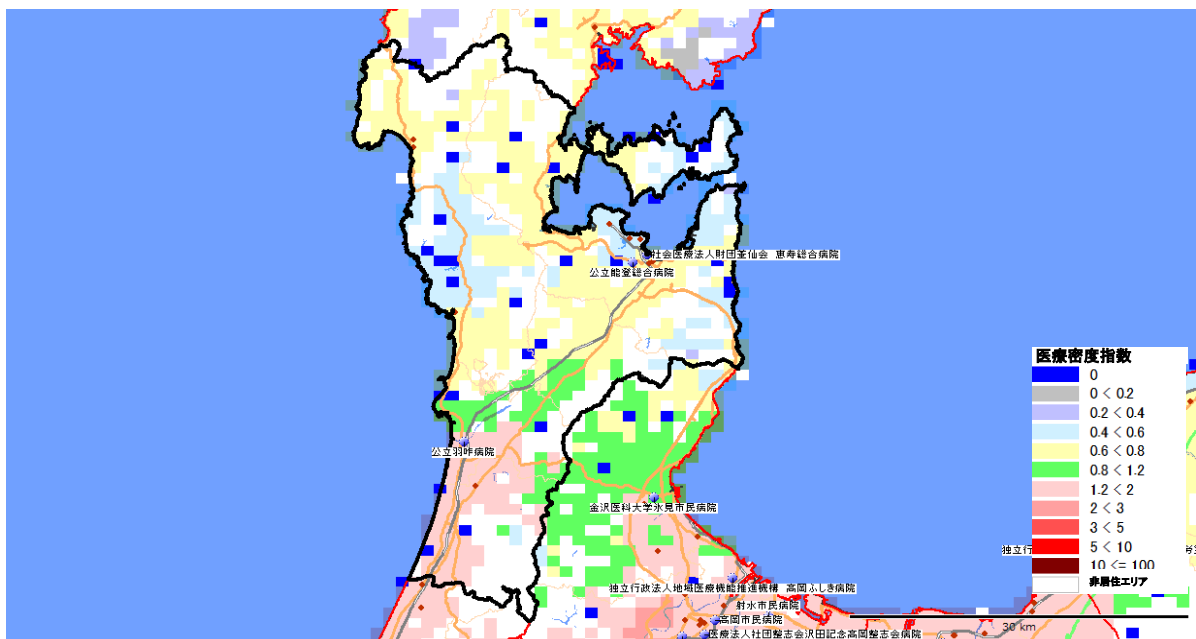 社会医療法人財団董仙会 恵寿総合病院
公立能登総合病院
公立羽咋病院
金沢医科大学氷見市民病院
独立行政法人地域医療機能推進機構 高岡ふしき病院
射水市民病院
高岡市民病院
医療法人社団整志会沢田記念高岡整志会病院
独立行
医療密度指数
0
0 < 0.2
0.2 < 0.4
0.4 < 0.6
0.6 < 0.8
0.8 < 1.2
1.2 < 2
2 < 3
3 < 5
5 < 10
10 <= 100
非居住エリア
30 km